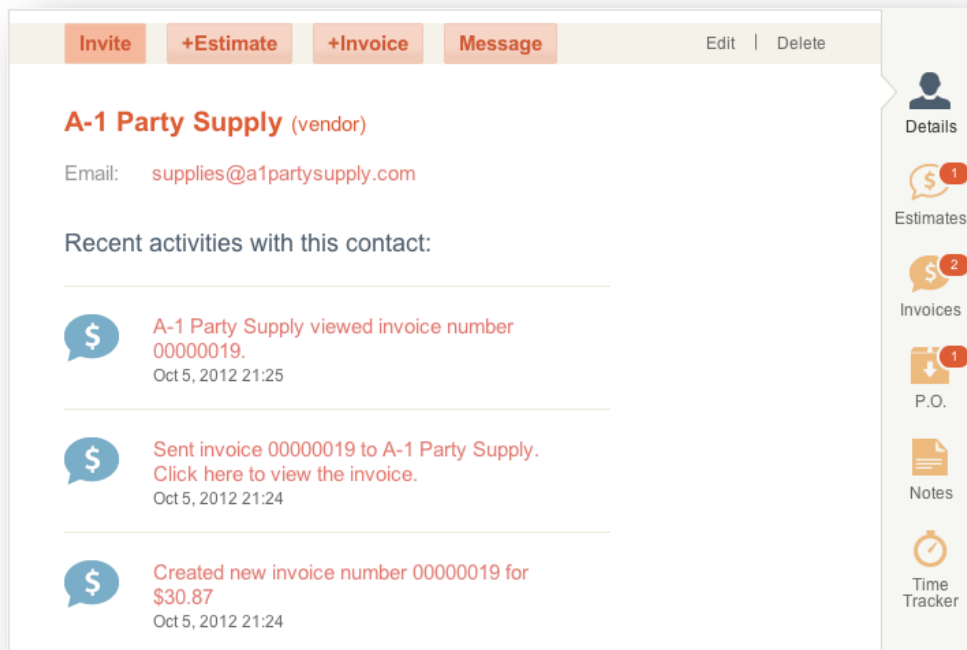 Invite +Estimate +Invoice Message Edit | Delete
A-1 Party Supply (vendor)
Email: supplies@a1partysupply.com
Recent activities with this contact:
$ A-1 Party Supply viewed invoice number
00000019.
Oct 5, 2012 21:25
$ Sent invoice 00000019 to A-1 Party Supply.
Click here to view the invoice.
Oct 5, 2012 21:24
$ Created new invoice number 00000019 for
$30.87
Oct 5, 2012 21:24
Details
$ 1
Estimates
$ 2
Invoices
1
P.O.
Notes
Time
Tracker